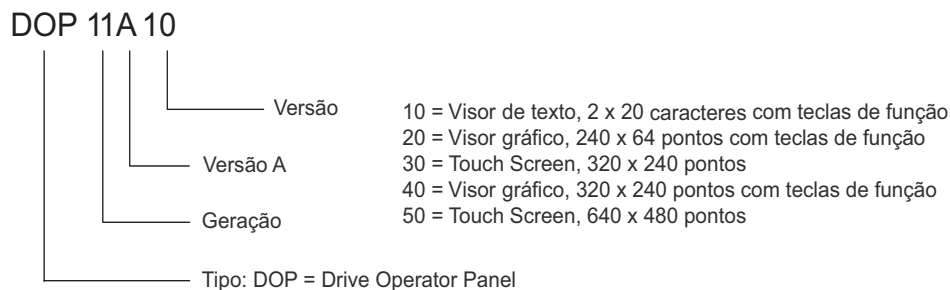 DOP 11A 10
Versão
10 = Visor de texto, 2 x 20 caracteres com teclas de função
20 = Visor gráfico, 240 x 64 pontos com teclas de função
Versão A
30 = Touch Screen, 320 x 240 pontos
40 = Visor gráfico, 320 x 240 pontos com teclas de função
Geração
50 = Touch Screen, 640 x 480 pontos
Tipo: DOP = Drive Operator Panel